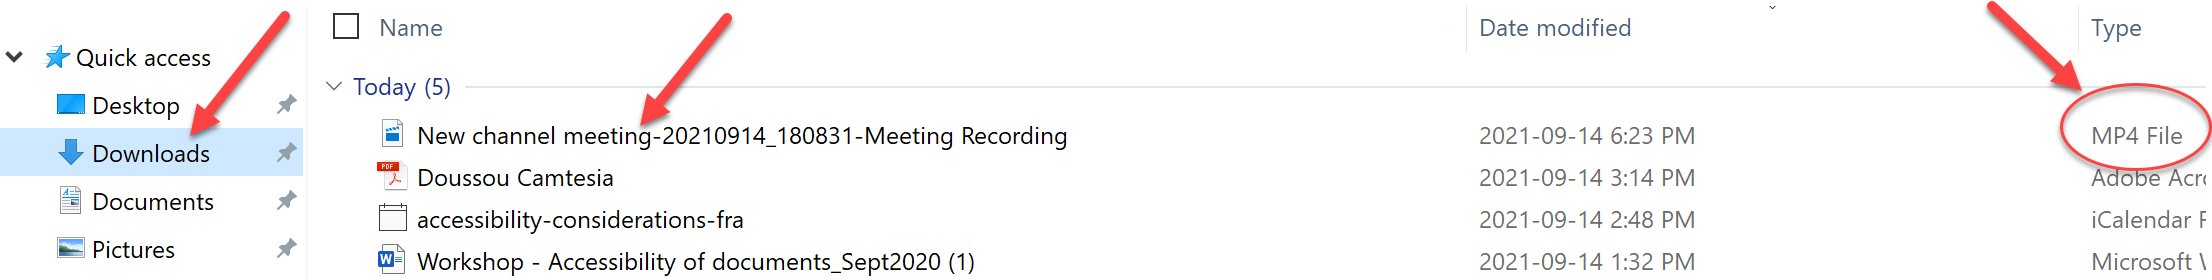 Name Date modified Type
Quick access
Today (5)
Desktop
New channel meeting-20210914_180831-Meeting Recording 2021-09-14 6:23 PM MP4 File
Downloads
PDF
Doussou Camtesia 2021-09-14 3:14 PM Adobe Acr
Documents
accessibility-considerations-fra 2021-09-14 2:48 PM iCalendar F
Pictures
W
Workshop - Accessibility of documents_Sept2020 (1) 2021-09-14 1:32 PM Microsoft W